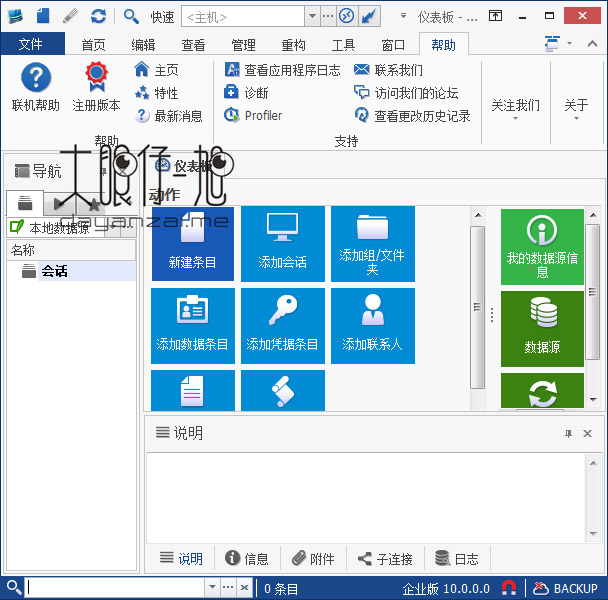 快速 <主机> 仪表板 - ...
文件 首页 编辑 查看 管理 重构 工具 窗口 帮助
联机帮助 注册版本 主页 特性 最新消息
帮助
查看应用程序日志 诊断 Profiler
联系我们 访问我们的论坛 查看更改历史记录
支持
关注我们 关于
导航
大眼仔~旭
dayanzai.me
本地数据源
名称
会话
仪表板
动作
新建条目 添加会话 添加组/文件夹
添加数据条目 添加凭据条目 添加联系人
我的数据源信息
数据源
说明
说明 信息 附件 子连接 日志
0 条目 企业版 10.0.0.0 BACKUP